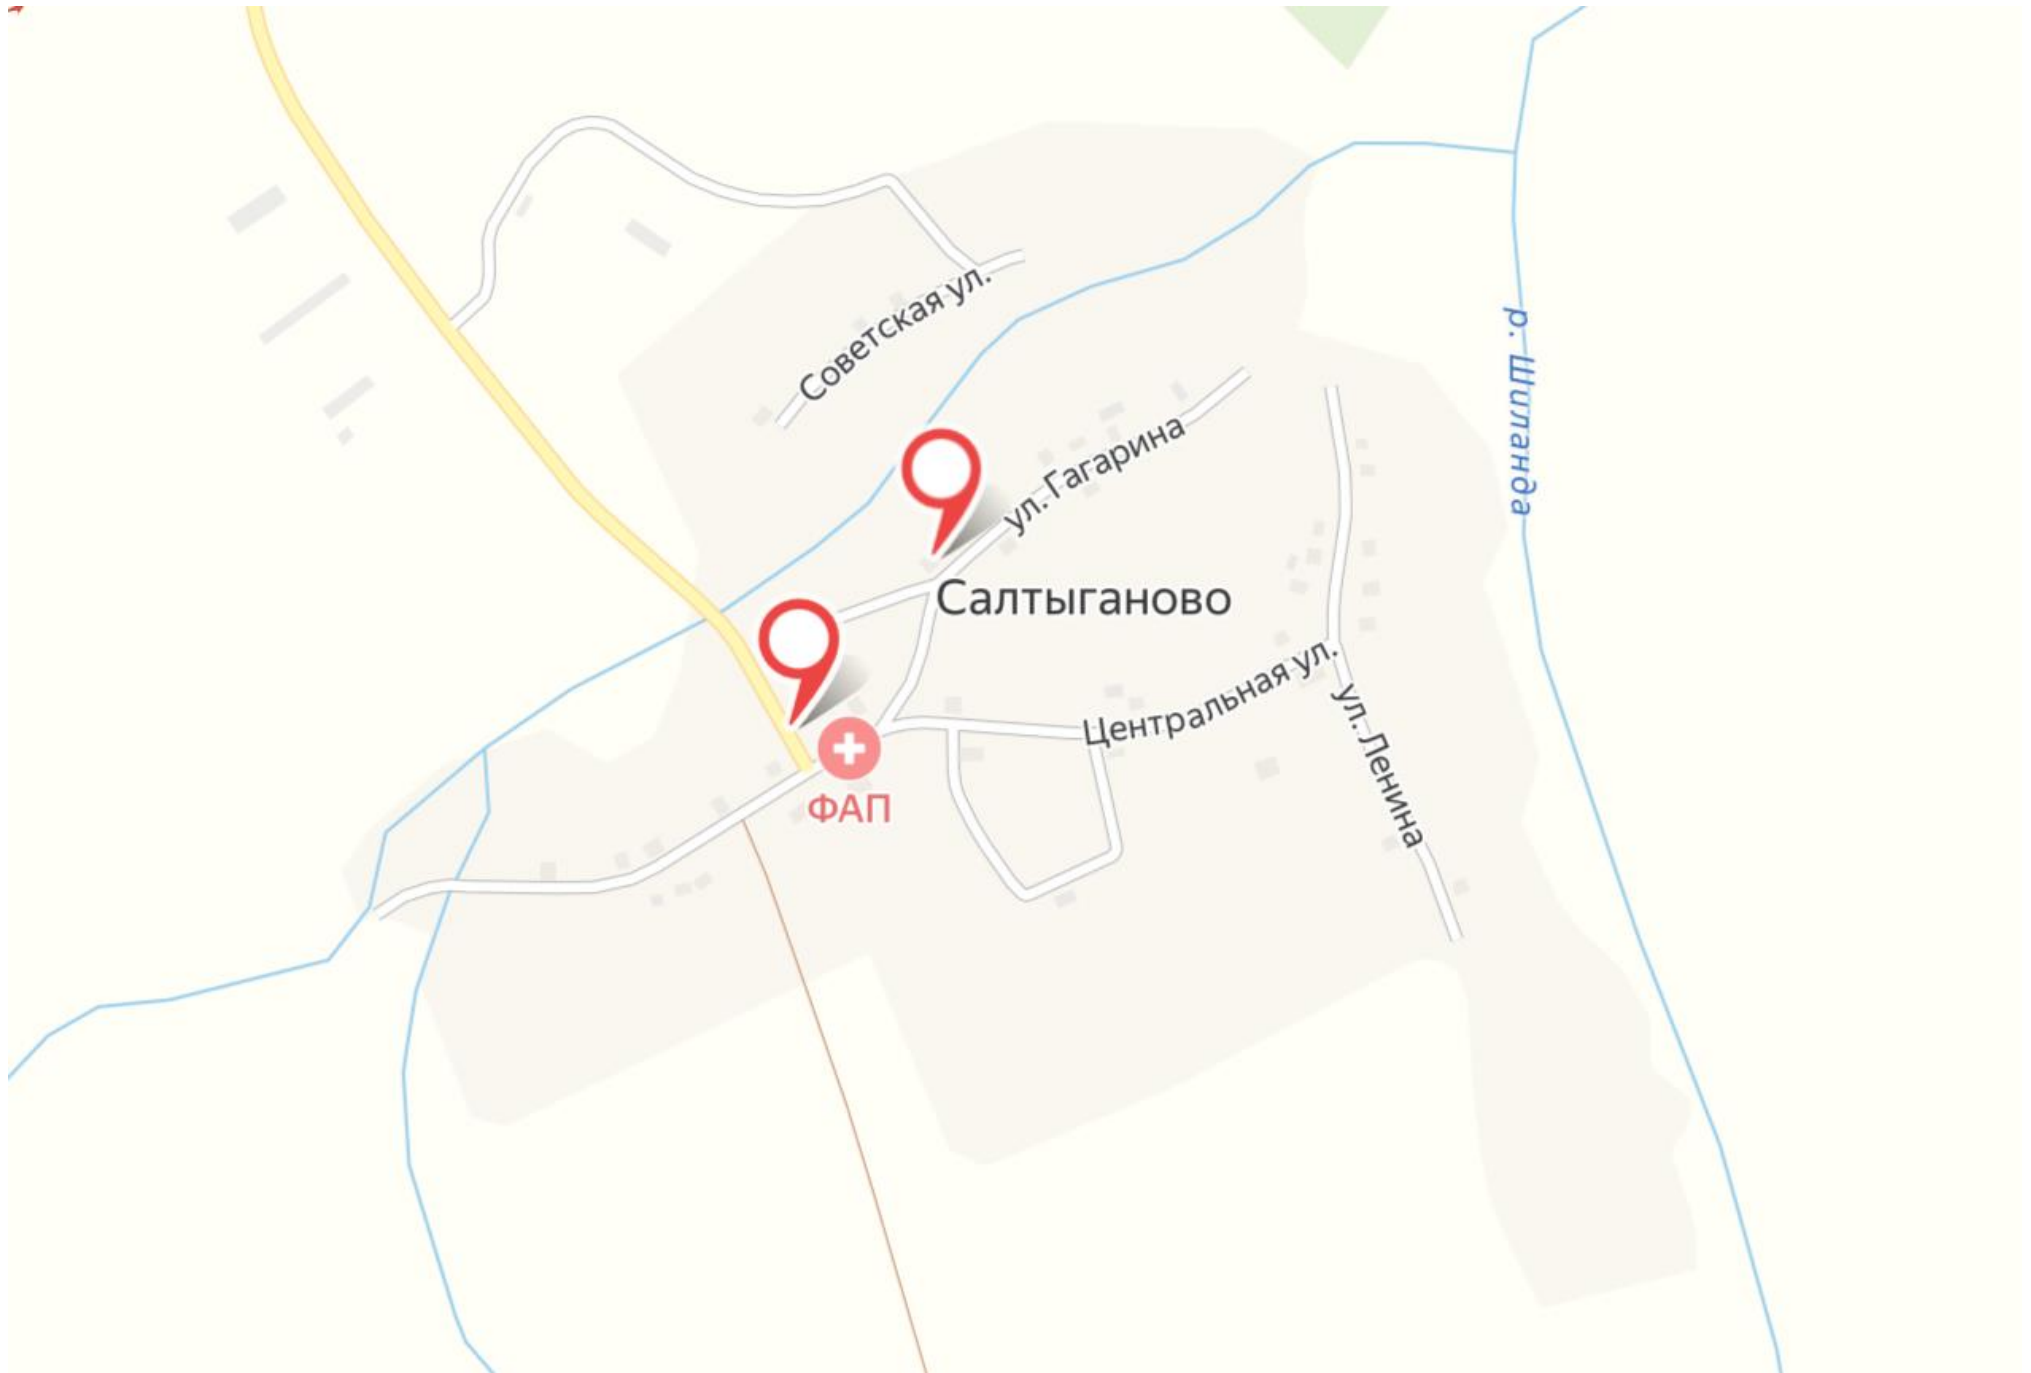 Советская ул.
р. Шиланда
ул. Гагарина
Салтыганово
Центральная ул.
ул. Ленина
ФАП